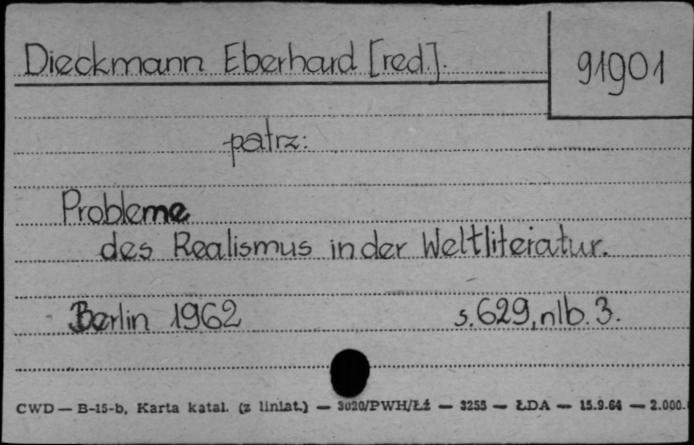 Dieckmann Eberhard [red.].
91901
patrz:
Probleme
des Realismus in der Weltliteratur.
Berlin 1962 s. 629, nlb. 3.
CWD — B-15-b, Karta katal. (z liniat.) — 3020/PWH/Łź — 3255 — ŁDA — 15.9.64 — 2.000.